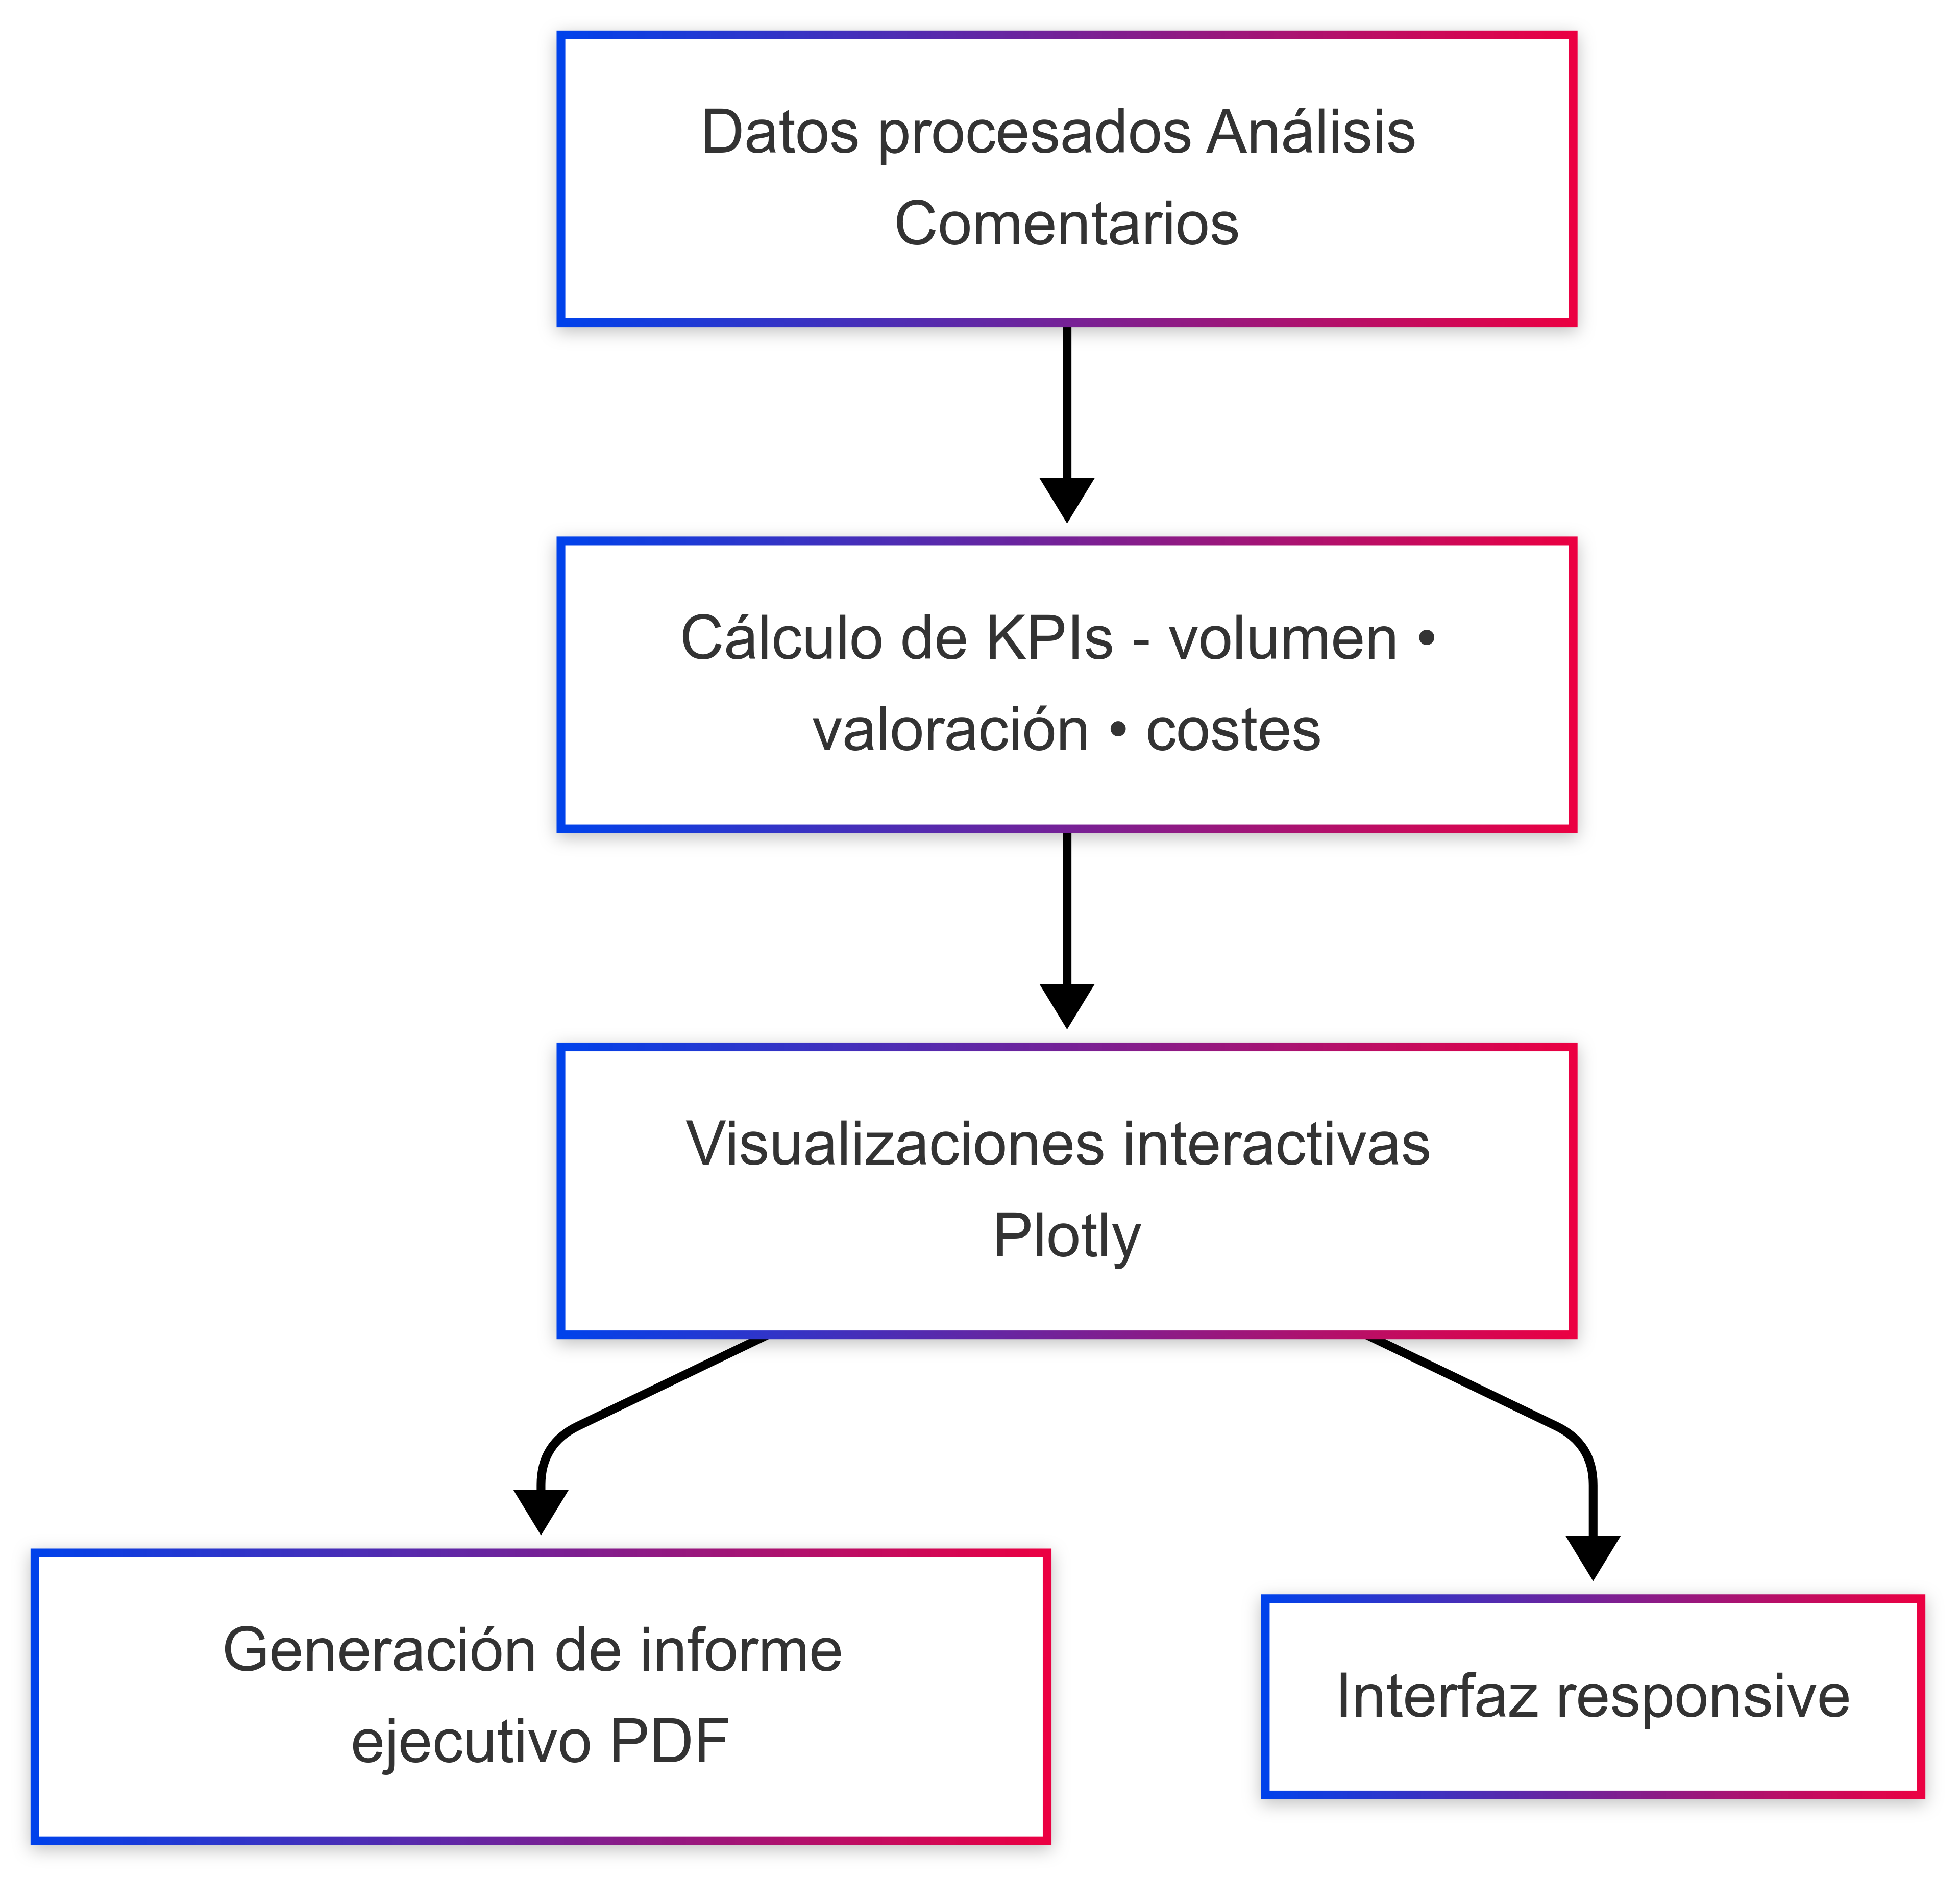 Datos procesados Análisis
Comentarios
Cálculo de KPIs - volumen •
valoración • costes
Visualizaciones interactivas
Plotly
Generación de informe
ejecutivo PDF
Interfaz responsive